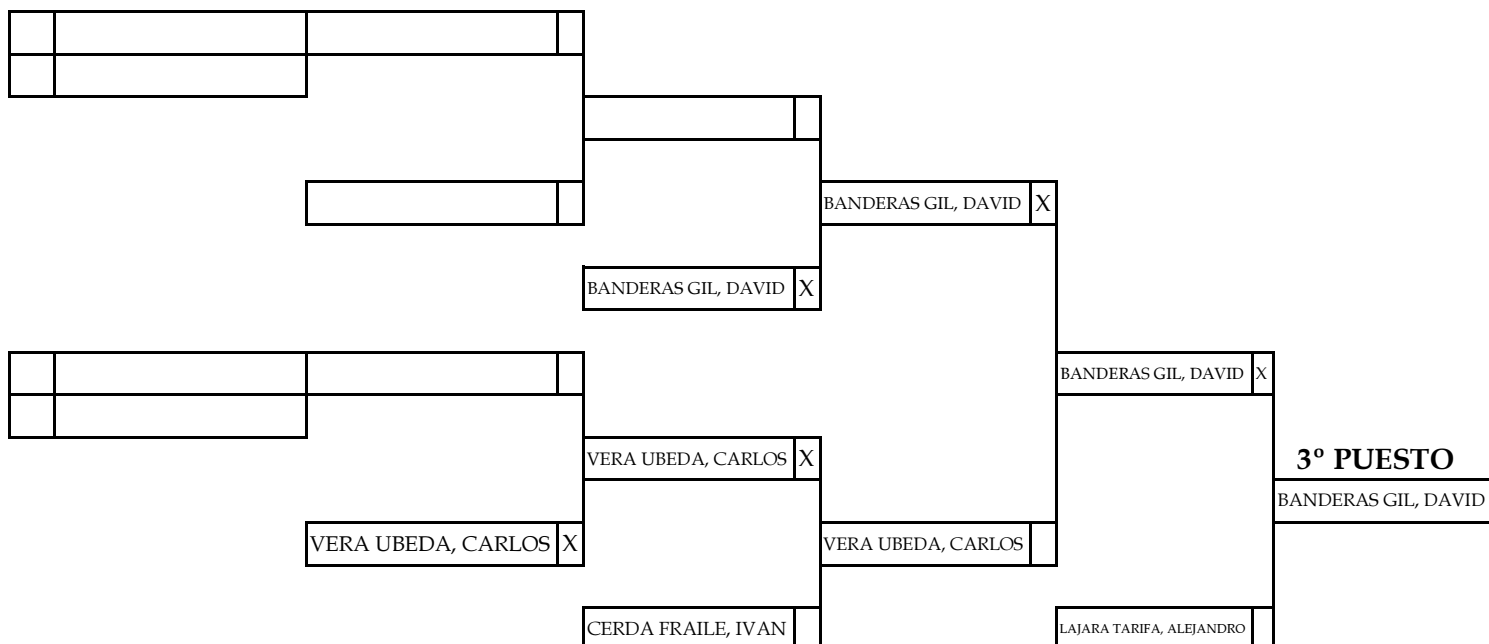 BANDERAS GIL, DAVID X
BANDERAS GIL, DAVID X
BANDERAS GIL, DAVID X
VERA UBEDA, CARLOS X
3º PUESTO
BANDERAS GIL, DAVID
VERA UBEDA, CARLOS X
VERA UBEDA, CARLOS
CERDA FRAILE, IVAN
LAJARA TARIFA, ALEJANDRO